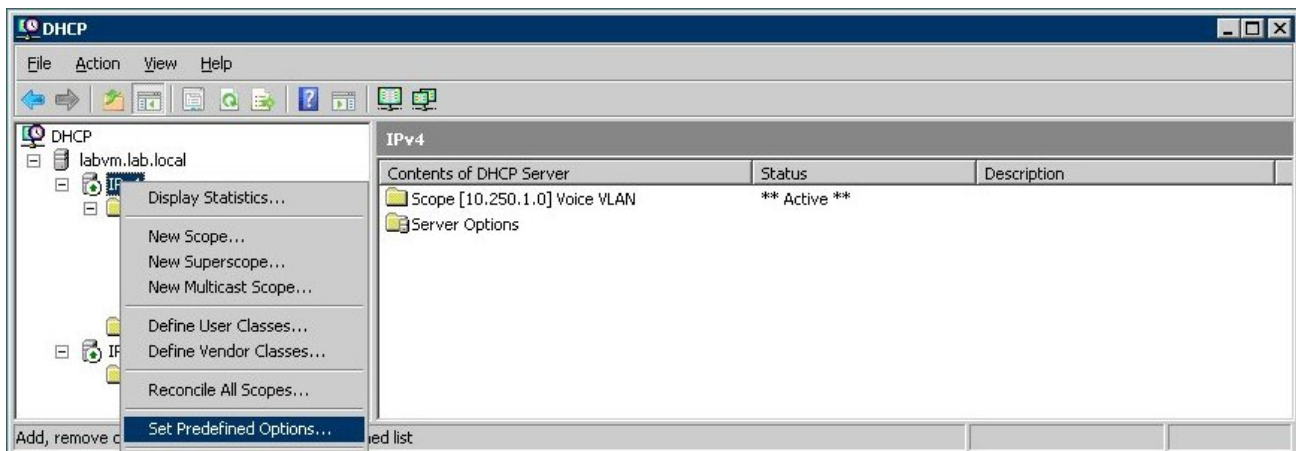 DHCP
File Action View Help
DHCP
labvm.lab.local
IPv4
Contents of DHCP Server Status Description
Scope [10.250.1.0] Voice VLAN ** Active **
Server Options
Display Statistics...
New Scope...
New Superscope...
New Multicast Scope...
Define User Classes...
Define Vendor Classes...
Reconcile All Scopes...
Set Predefined Options...
Add, remove
list